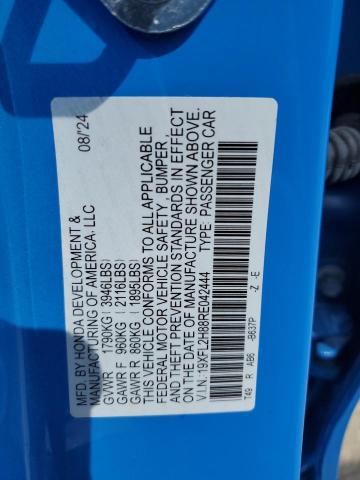 MFD. BY HONDA DEVELOPMENT & 08/'24
MANUFACTURING OF AMERICA, LLC
GVWR 1790KG (3946LBS)
GAWR F 960KG (2116LBS)
GAWR R 860KG (1895LBS)
THIS VEHICLE CONFORMS TO ALL APPLICABLE
FEDERAL MOTOR VEHICLE SAFETY, BUMPER,
AND THEFT PREVENTION STANDARDS IN EFFECT
ON THE DATE OF MANUFACTURE SHOWN ABOVE.
V.I.N.: 19XFL2H88RE042444 TYPE: PASSENGER CAR
T49 R AB6 -B637P -Z -E